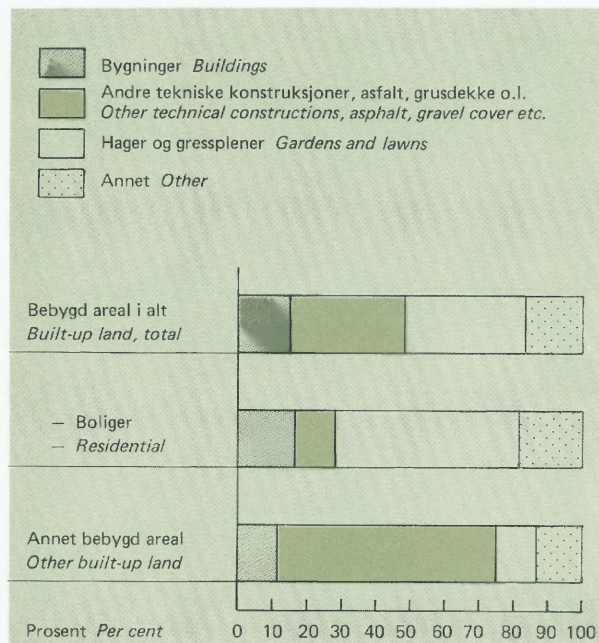 Bygninger Buildings
Andre tekniske konstruksjoner, asfalt, grusdekke o.l.
Other technical constructions, asphalt, gravel cover etc.
Hager og gressplener Gardens and lawns
Annet Other
Bebygd areal i alt
Built-up land, total
– Boliger
– Residential
Annet bebygd areal
Other built-up land
Prosent Per cent 0 10 20 30 40 50 60 70 80 90 100